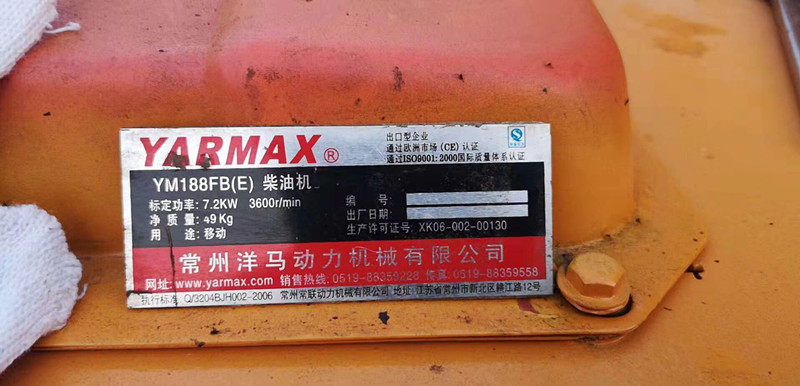 出口型企业
通过欧洲市场 (CE) 认证
通过ISO9001:2000国际质量体系认证
YARMAX®
YM188FB(E) 柴油机
标定功率: 7.2KW 3600r/min
净 质 量: 49Kg
用 途: 移动
编 号:
出厂日期:
生产许可证号: XK06-002-00130
常州洋马动力机械有限公司
网址: www.yarmax.com 销售热线: 0519-88359228 传真: 0519-88359558
执行标准: Q/3204BJH002-2006 常州常联动力机械有限公司 地址: 江苏省常州市新北区赣江路12号